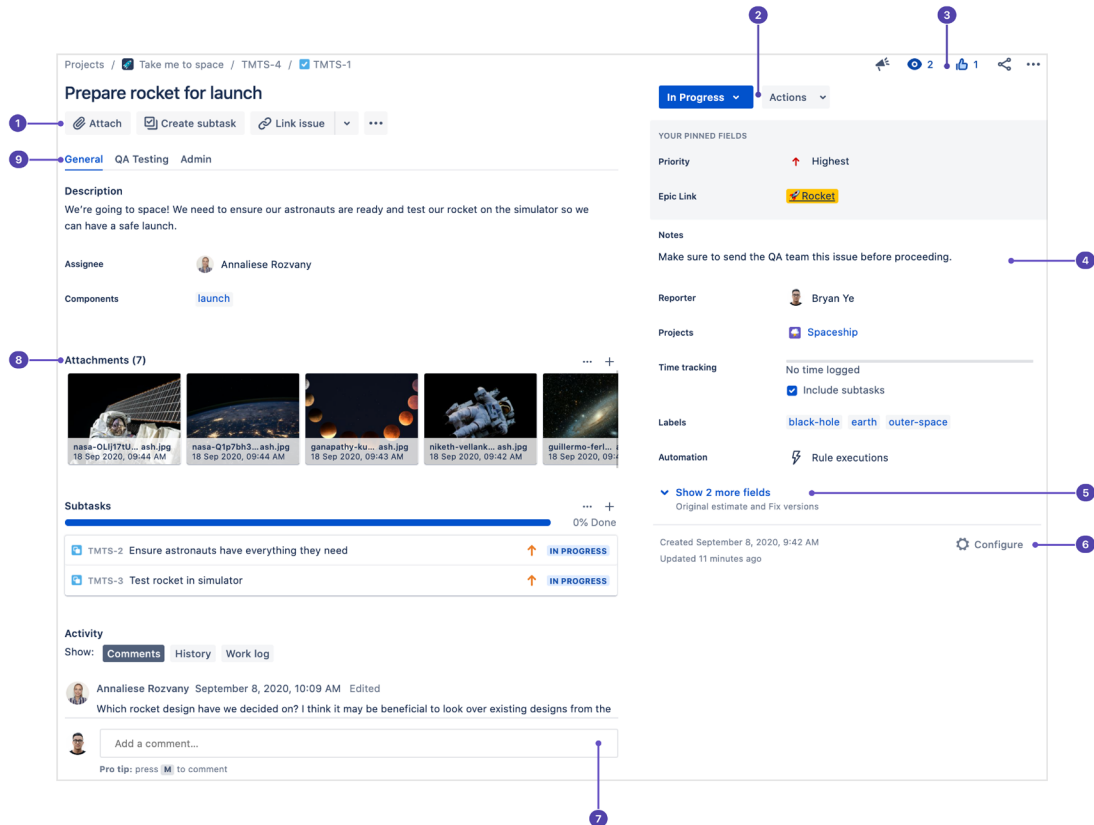 2
3
Projects / Take me to space / TMTS-4 / TMTS-1
2 1
Prepare rocket for launch
In Progress Actions
1
Attach Create subtask Link issue
9
General QA Testing Admin
Description
We're going to space! We need to ensure our astronauts are ready and test our rocket on the simulator so we
can have a safe launch.
Assignee Annaliese Rozvany
Components launch
YOUR PINNED FIELDS
Priority Highest
Epic Link Rocket
Notes
Make sure to send the QA team this issue before proceeding.
4
Reporter Bryan Ye
Projects Spaceship
Time tracking No time logged
Include subtasks
Labels black-hole earth outer-space
Automation Rule executions
Show 2 more fields
5
Original estimate and Fix versions
Created September 8, 2020, 9:42 AM
Updated 11 minutes ago
Configure
6
8
Attachments (7)
nasa-OLIj17tU... ash.jpg
18 Sep 2020, 09:44 AM
nasa-Q1p7bh3... ash.jpg
18 Sep 2020, 09:44 AM
ganapathy-ku... ash.jpg
18 Sep 2020, 09:43 AM
niketh-vellank... ash.jpg
18 Sep 2020, 09:42 AM
guillermo-ferl...
18 Sep 2020, 09:4
Subtasks
0% Done
TMTS-2 Ensure astronauts have everything they need IN PROGRESS
TMTS-3 Test rocket in simulator IN PROGRESS
Activity
Show: Comments History Work log
Annaliese Rozvany September 8, 2020, 10:09 AM Edited
Which rocket design have we decided on? I think it may be beneficial to look over existing designs from the
Add a comment...
Pro tip: press M to comment
7